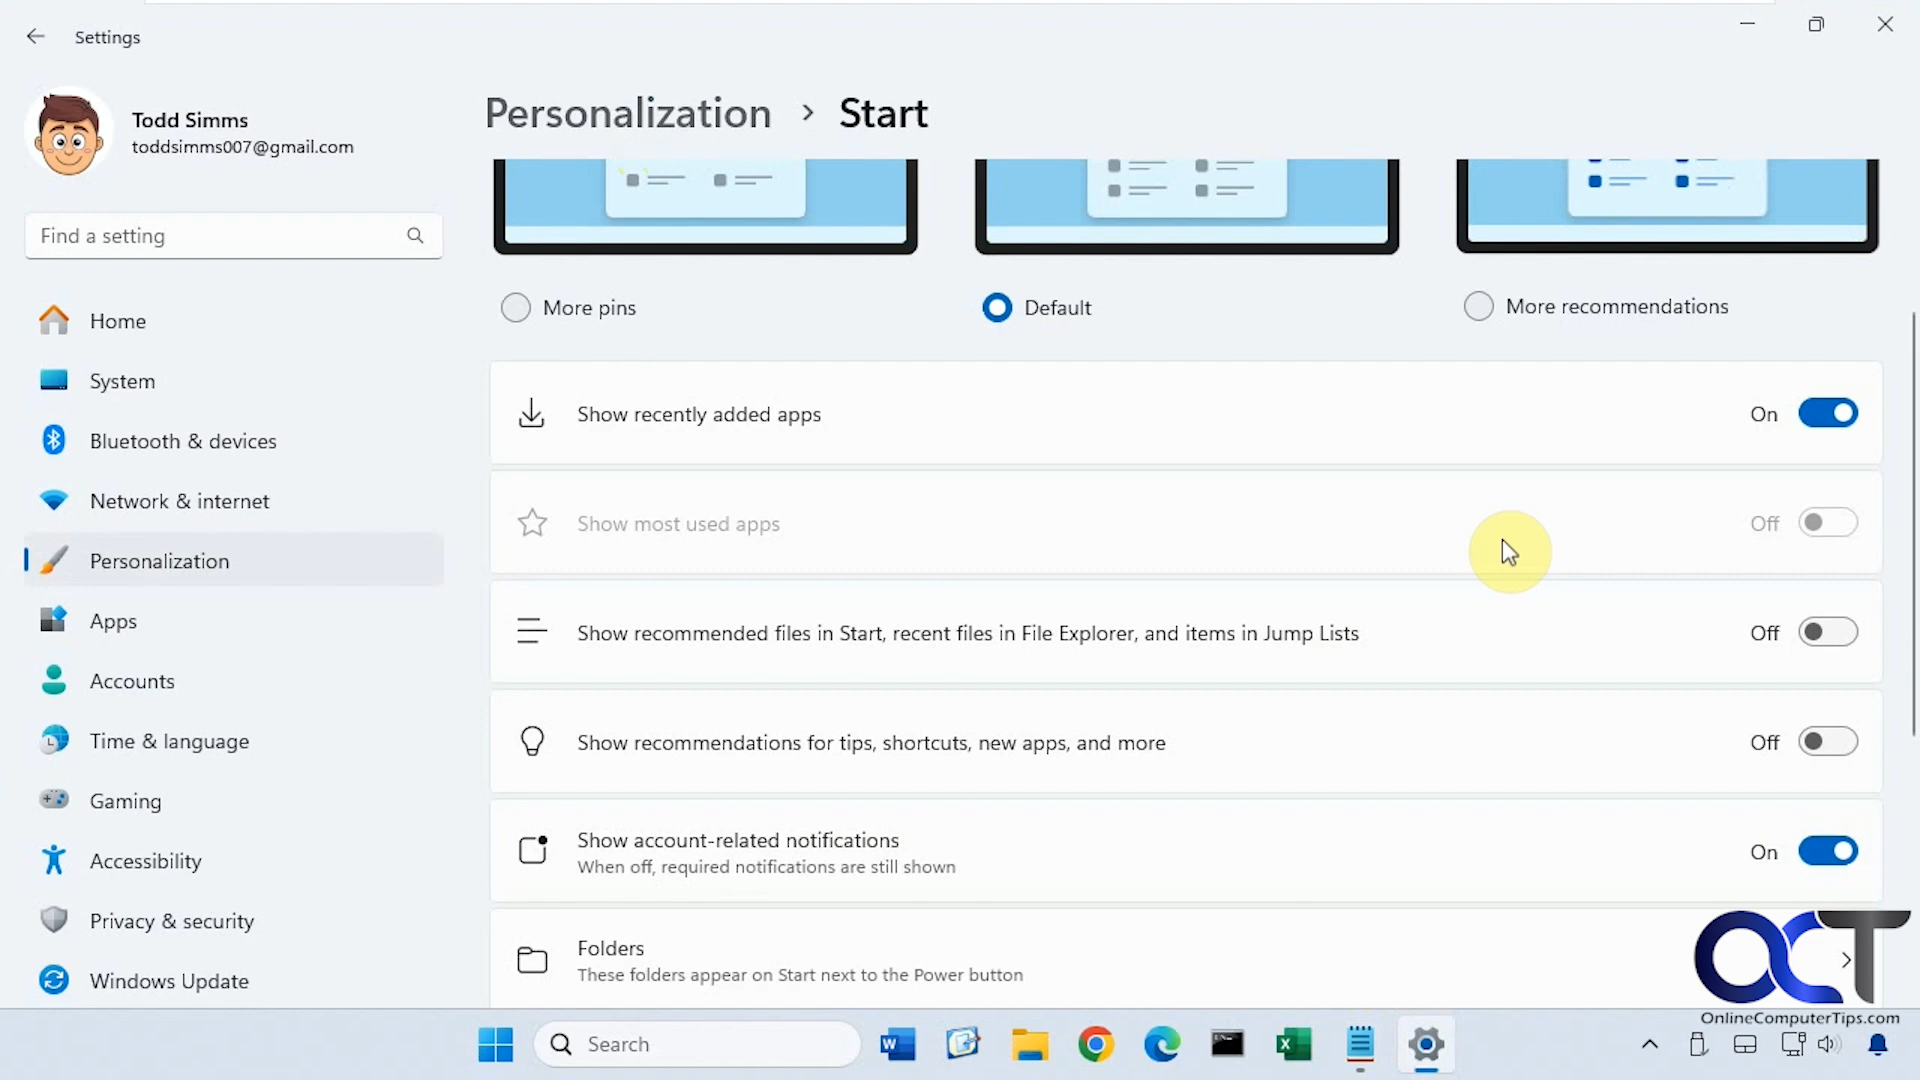 Settings
Todd Simms
toddsimms007@gmail.com
Find a setting
Home
System
Bluetooth & devices
Network & internet
Personalization
Apps
Accounts
Time & language
Gaming
Accessibility
Privacy & security
Windows Update
Personalization > Start
More pins
Default
More recommendations
Show recently added apps
On
Show most used apps
Off
Show recommended files in Start, recent files in File Explorer, and items in Jump Lists
Off
Show recommendations for tips, shortcuts, new apps, and more
Off
Show account-related notifications
When off, required notifications are still shown
On
Folders
These folders appear on Start next to the Power button
OCT
OnlineComputerTips.com
Search